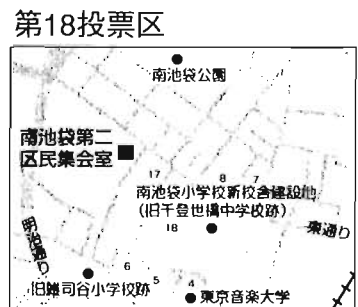 第18投票区
南池袋公園
南池袋第二
区民集会室
17
8
7
南池袋小学校新校舎建設地
(旧千登世橋中学校跡)
18
東通り
明治通り
6
5
旧雑司谷小学校跡
4
東京音楽大学